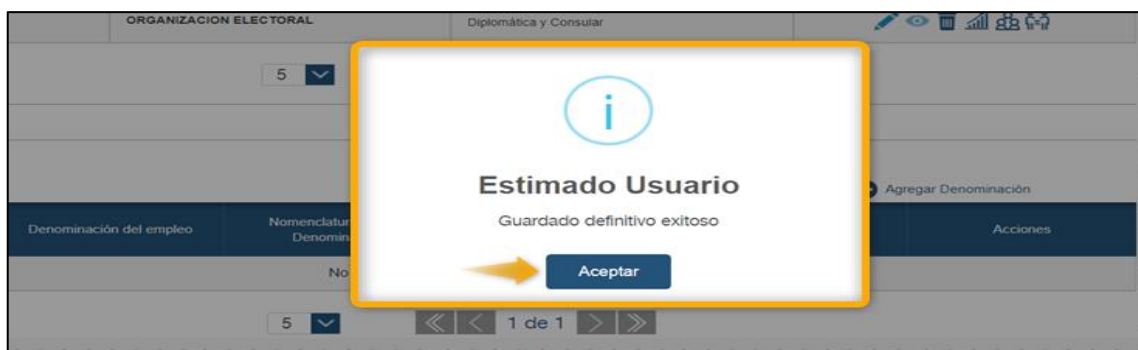 ORGANIZACION ELECTORAL
Diplomática y Consular
5
i
Estimado Usuario
Agregar Denominación
Guardado definitivo exitoso
Denominación del empleo
Acciones
Aceptar
No
5
1 de 1